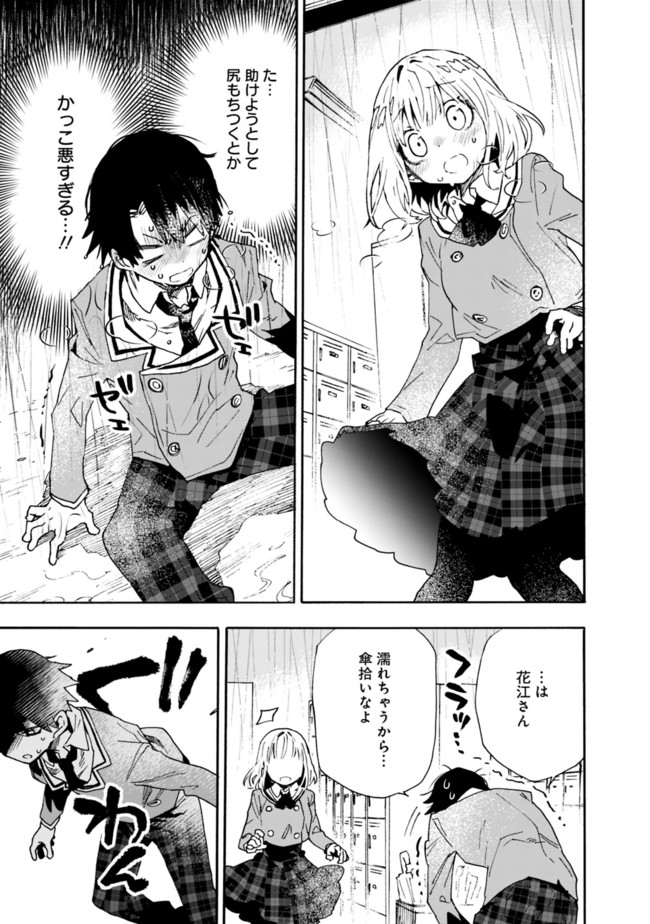 た…
助けようとして
尻もちつくとか
かっこ悪すぎる…!!
ゼェ
ゼェ
…は
花江さん
フラッ…
濡れちゃうから…
傘拾いなよ
ぐ
わん